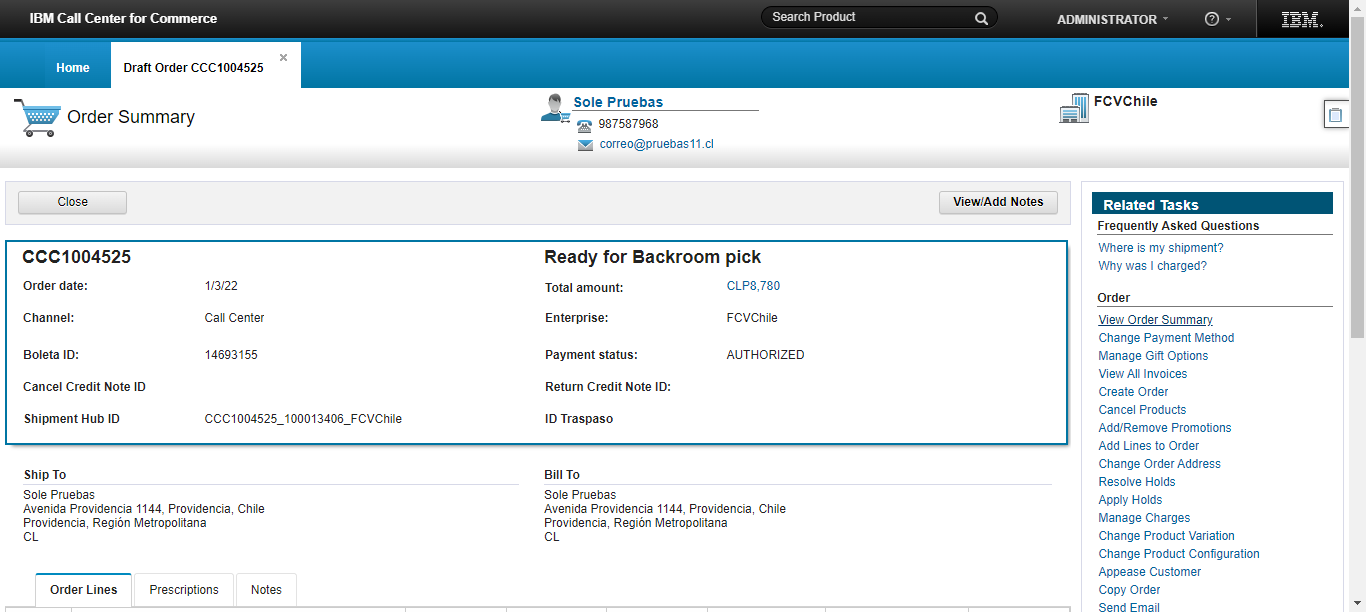 IBM Call Center for Commerce
Search Product
ADMINISTRATOR
?
IBM.
Home
Draft Order CCC1004525
×
Order Summary
Sole Pruebas
987587968
correo@pruebas11.cl
FCVChile
Close
View/Add Notes
CCC1004525
Ready for Backroom pick
Order date: 1/3/22
Total amount: CLP8,780
Channel: Call Center
Enterprise: FCVChile
Boleta ID: 14693155
Payment status: AUTHORIZED
Cancel Credit Note ID
Return Credit Note ID:
Shipment Hub ID CCC1004525_100013406_FCVChile
ID Traspaso
Ship To
Sole Pruebas
Avenida Providencia 1144, Providencia, Chile
Providencia, Región Metropolitana
CL
Bill To
Sole Pruebas
Avenida Providencia 1144, Providencia, Chile
Providencia, Región Metropolitana
CL
Order Lines
Prescriptions
Notes
Related Tasks
Frequently Asked Questions
Where is my shipment?
Why was I charged?
Order
View Order Summary
Change Payment Method
Manage Gift Options
View All Invoices
Create Order
Cancel Products
Add/Remove Promotions
Add Lines to Order
Change Order Address
Resolve Holds
Apply Holds
Manage Charges
Change Product Variation
Change Product Configuration
Appease Customer
Copy Order
Send Email